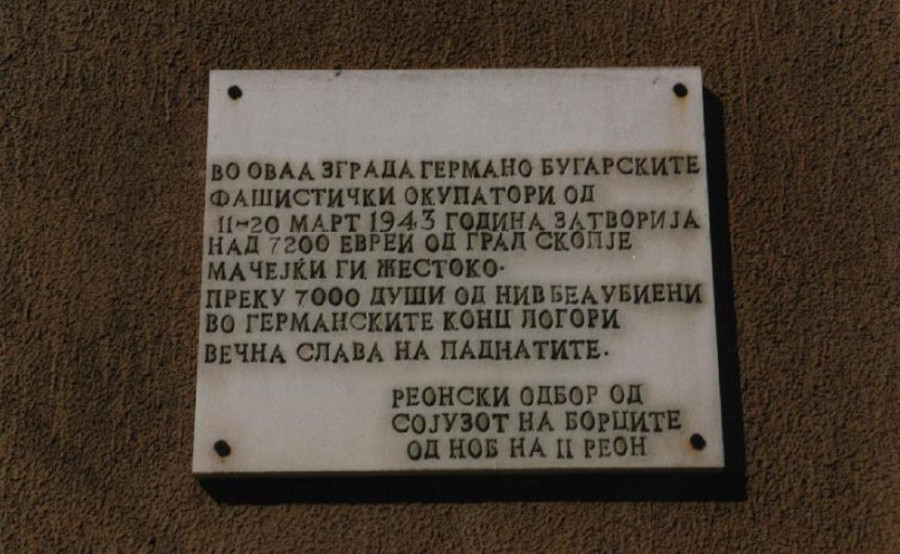 ВО ОВАА ЗГРАДА ГЕРМАНО БУГАРСКИТЕ
ФАШИСТИЧКИ ОКУПАТОРИ ОД
11-20 МАРТ 1943 ГОДИНА ЗАТВОРИЈА
НАД 7200 ЕВРЕИ ОД ГРАД СКОПЈЕ
МАЧЕЈЌИ ГИ ЖЕСТОКО.
ПРЕКУ 7000 ДУШИ ОД НИВ БЕА УБИЕНИ
ВО ГЕРМАНСКИТЕ КОНЦ ЛОГОРИ
ВЕЧНА СЛАВА НА ПАДНАТИТЕ.
РЕОНСКИ ОДБОР ОД
СОЈУЗОТ НА БОРЦИТЕ
ОД НОБ НА II РЕОН